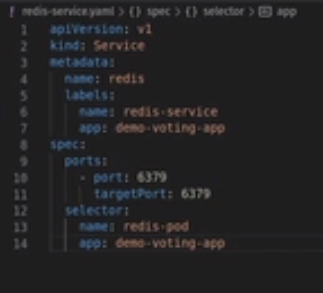 redis-service.yaml > {} spec > {} selector > app
1 apiVersion: v1
2 kind: Service
3 metadata:
4   name: redis
5   labels:
6     name: redis-service
7     app: demo-voting-app
8 spec:
9   ports:
10     - port: 6379
11       targetPort: 6379
12   selector:
13     name: redis-pod
14     app: demo-voting-app